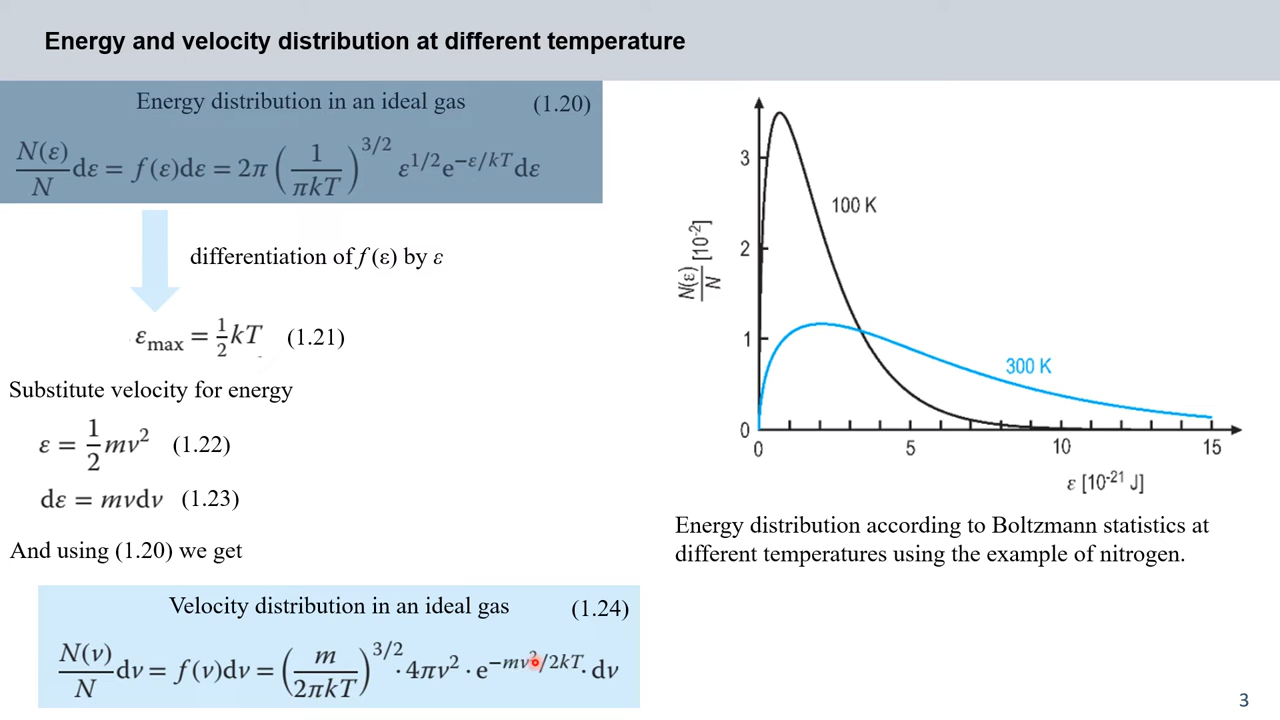 Energy and velocity distribution at different temperature
Energy distribution in an ideal gas (1.20)
N(ε)/N dε = f(ε)dε = 2π (1/πkT)^3/2 ε^1/2 e^−ε/kT dε
differentiation of f (ε) by ε
ε_max = 1/2 kT (1.21)
Substitute velocity for energy
ε = 1/2 mv² (1.22)
dε = mvdv (1.23)
And using (1.20) we get
Velocity distribution in an ideal gas (1.24)
N(v)/N dv = f(v)dv = (m/2πkT)^3/2 · 4πv² · e^−mv²/2kT · dv
N(ε)/N [10⁻²]
3
2
1
0
100 K
300 K
0 5 10 15
ε [10⁻²¹ J]
Energy distribution according to Boltzmann statistics at
different temperatures using the example of nitrogen.
3